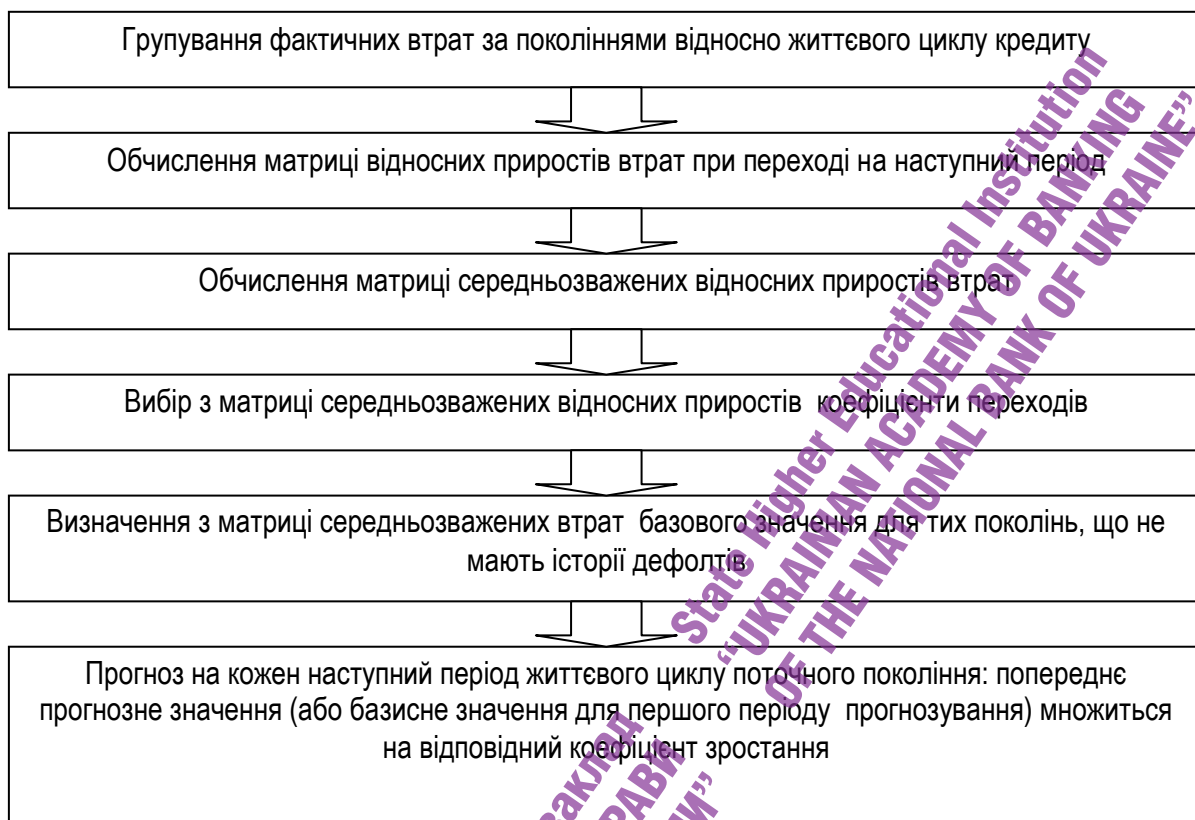 Групування фактичних втрат за поколіннями відносно життєвого циклу кредиту
Обчислення матриці відносних приростів втрат при переході на наступний період
Обчислення матриці середньозважених відносних приростів втрат
Вибір з матриці середньозважених відносних приростів коефіцієнти переходів
Визначення з матриці середньозважених втрат базового значення для тих поколінь, що не
мають історії дефолтів
Прогноз на кожен наступний період життєвого циклу поточного покоління: попереднє
прогнозне значення (або базисне значення для першого періоду прогнозування) множиться
на відповідний коефіцієнт зростання
State Higher Educational Institution
“UKRAINIAN ACADEMY OF BANKING
OF THE NATIONAL BANK OF UKRAINE”